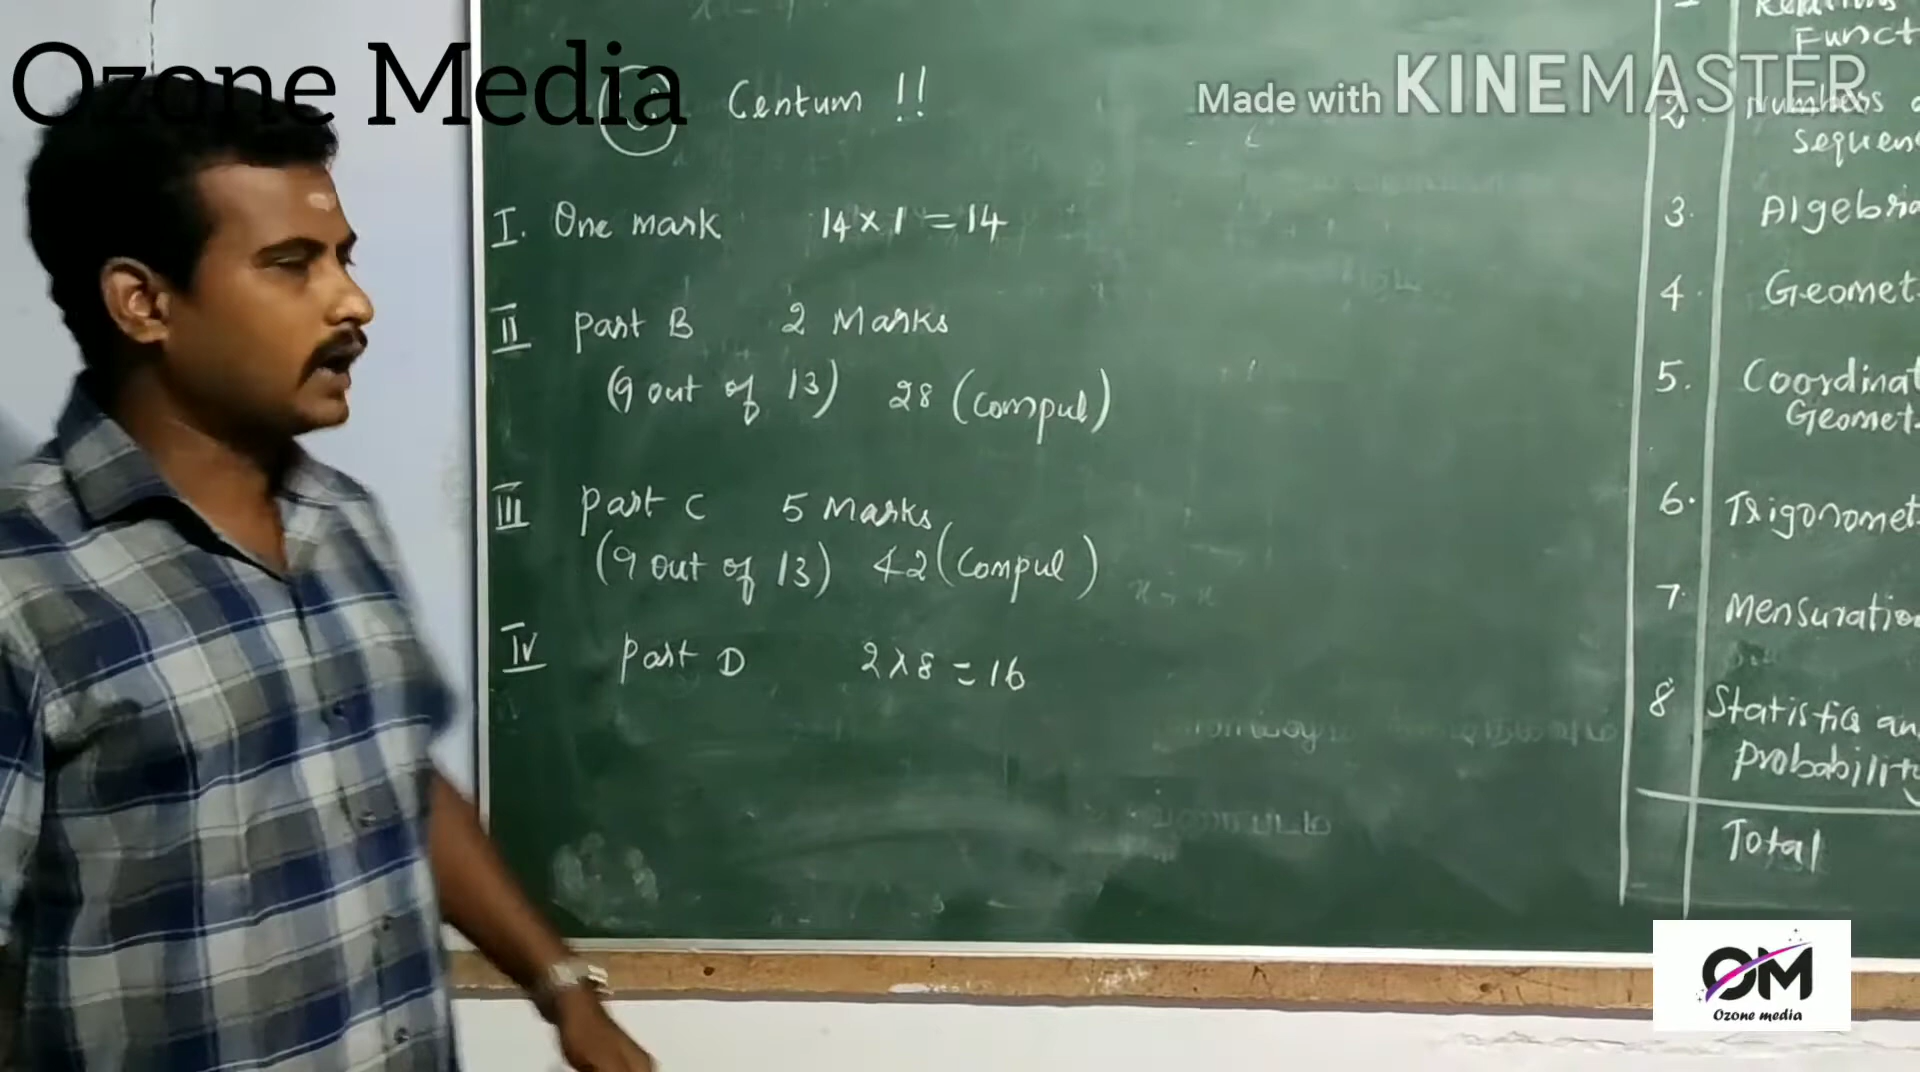 Ozone Media
Made with KINEMASTER
Centum !!
I. One mark 14 × 1 = 14
II Part B 2 Marks
(9 out of 13) 28 (Compul)
III Part C 5 Marks
(9 out of 13) 42 (Compul)
IV Part D 2 × 8 = 16
Funct
2. Numbers
Sequen
3. Algebra
4. Geomet
5. Coordinat
Geomet
6. Trigonomet
7. Mensuratio
8 Statistics an
Probability
Total
OM
Ozone media